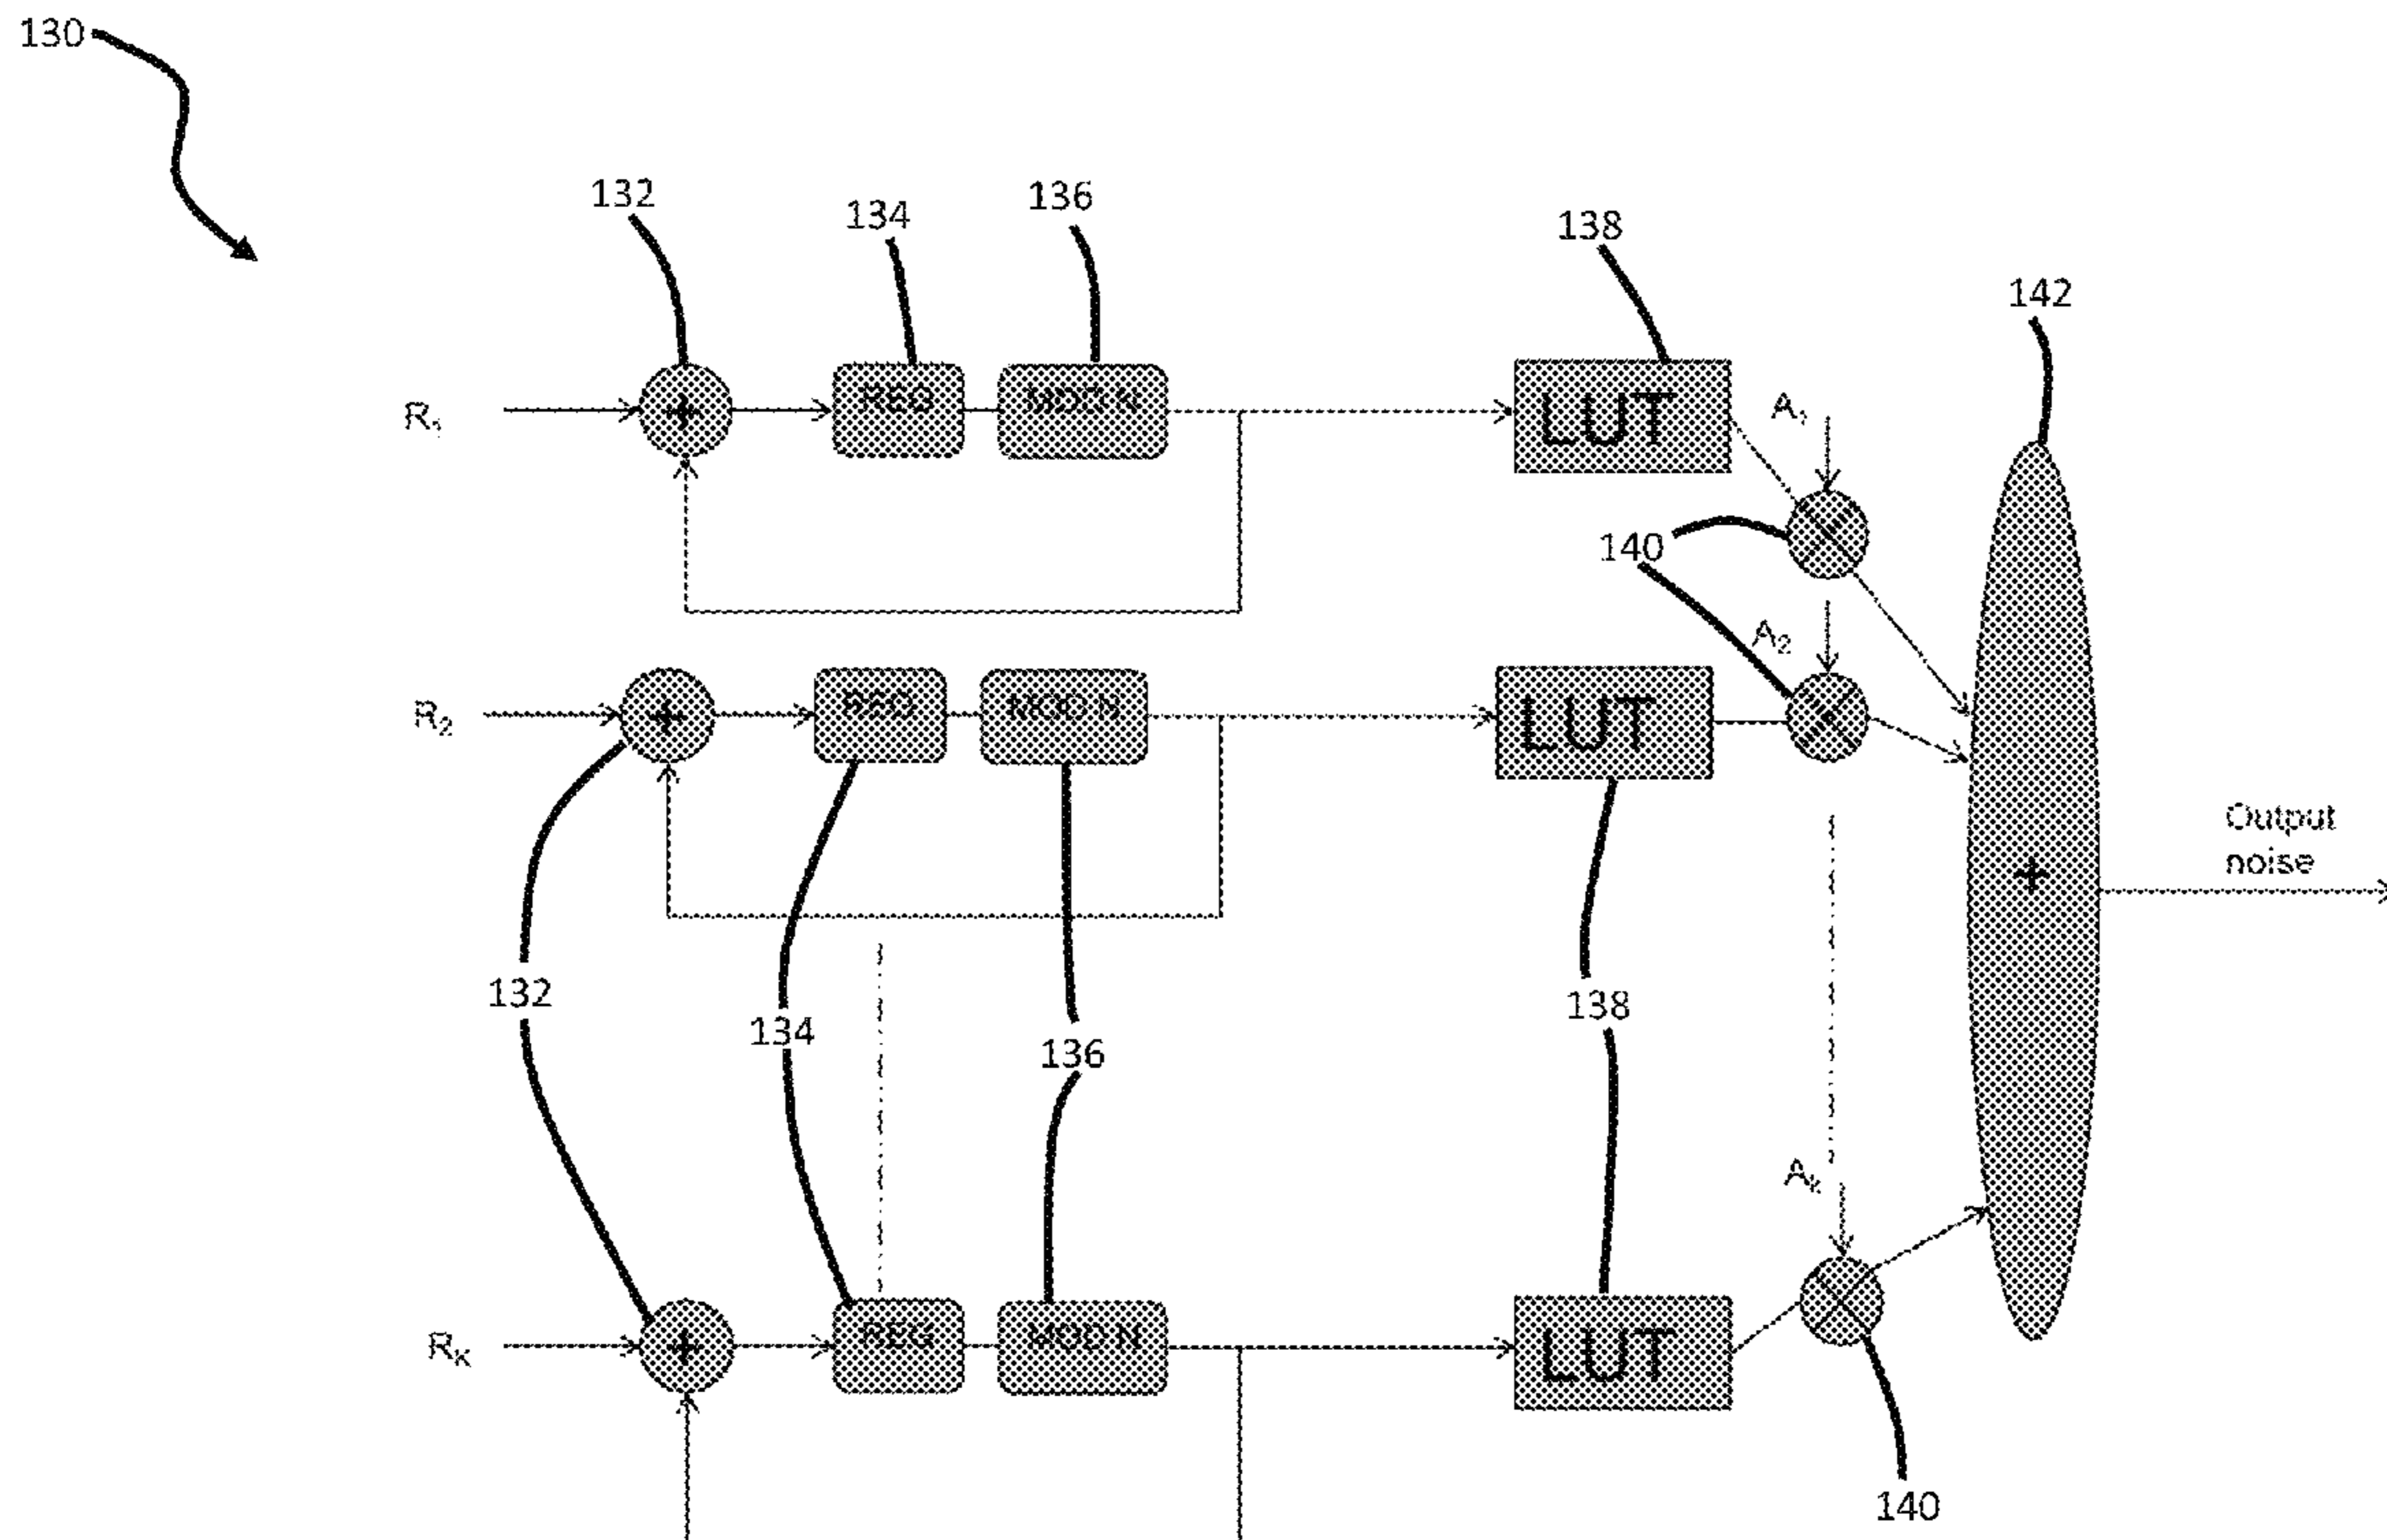 130
132
134
136
138
142
R₁
+
REG
MOD N
LUT
A₁
140
A₂
R₂
+
REG
MOD N
LUT
Output
noise
+
132
134
136
138
Aₖ
R_K
+
REG
MOD N
LUT
140